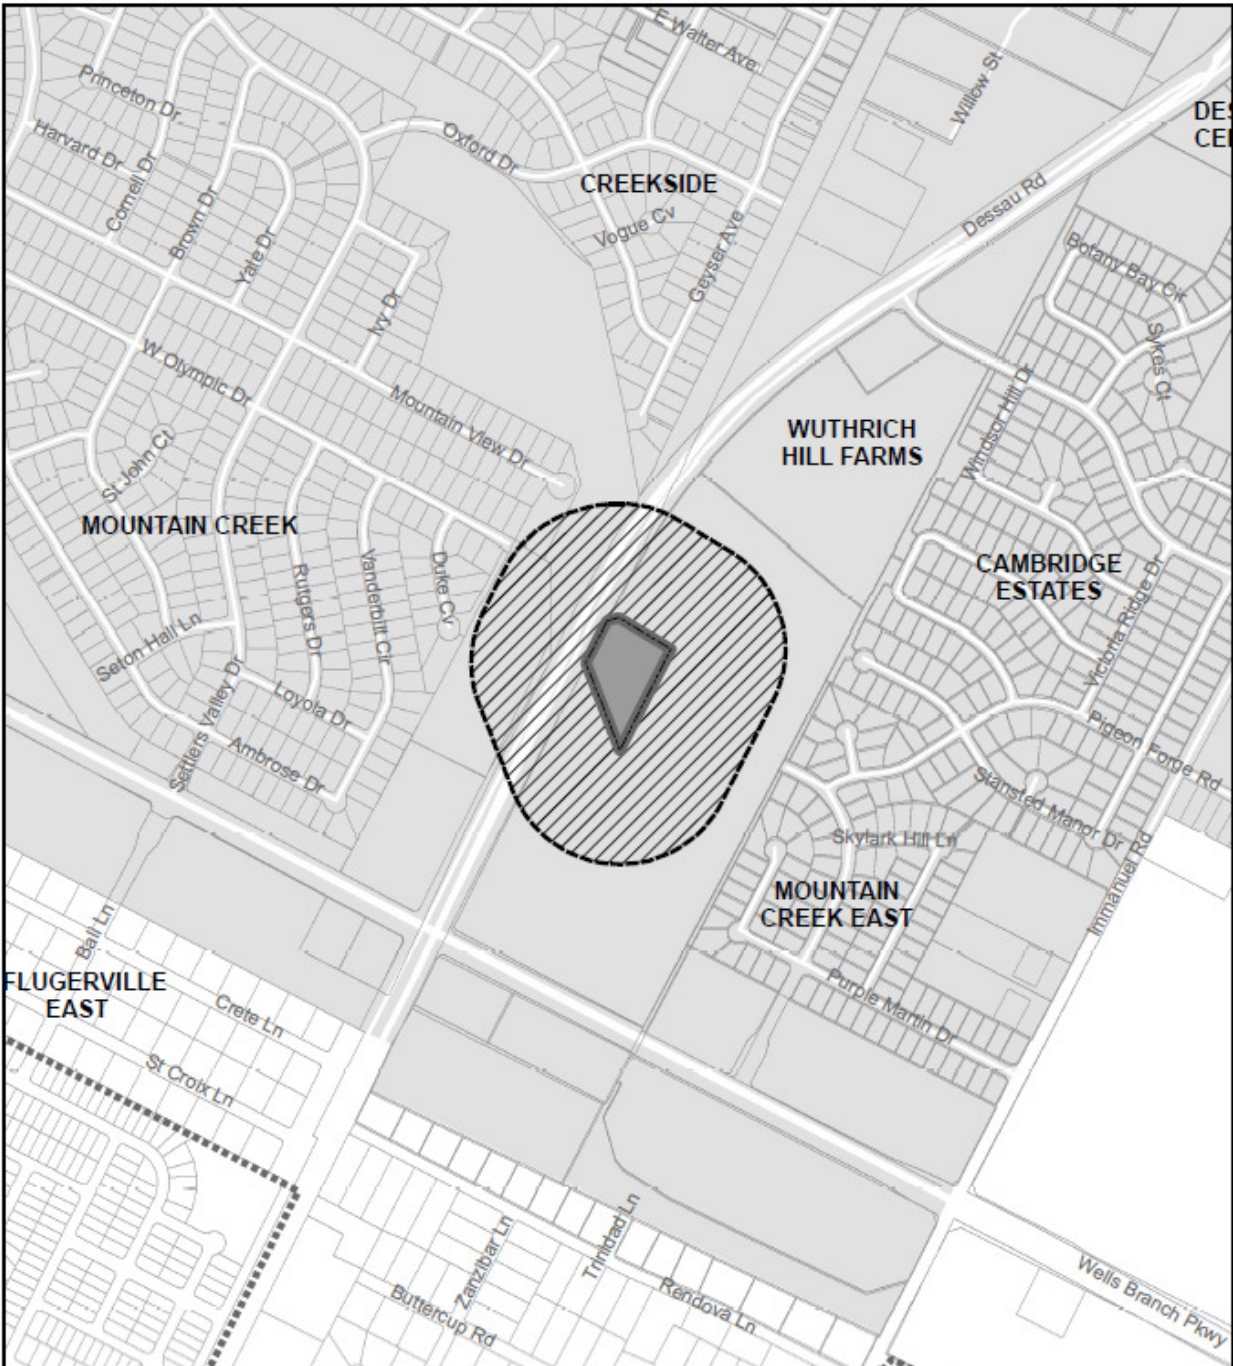 E Walter Ave
Willow St
Princeton Dr
DES
CEI
Harvard Dr
Oxford Dr
Cornell Dr
CREEKSIDE
Brown Dr
Vogue Cv
Dessau Rd
Yale Dr
Geyser Ave
Botany Bay Cir
Ivy Dr
Sykes Ct
W Olympic Dr
Mountain View Dr
Windsor Hill Dr
WUTHRICH
HILL FARMS
St John Ct
MOUNTAIN CREEK
CAMBRIDGE
ESTATES
Duke Cv
Vanderbilt Cir
Rutgers Dr
Victoria Ridge Dr
Seton Hall Ln
Loyola Dr
Settlers Valley Dr
Ambrose Dr
Pigeon Forge Rd
Stansted Manor Dr
Skylark Hill Ln
Immanuel Rd
MOUNTAIN
CREEK EAST
Ball Ln
FLUGERVILLE
EAST
Crete Ln
Purple Martin Dr
St Croix Ln
Zanzibar Ln
Trinidad Ln
Buttercup Rd
Rendova Ln
Wells Branch Pkwy